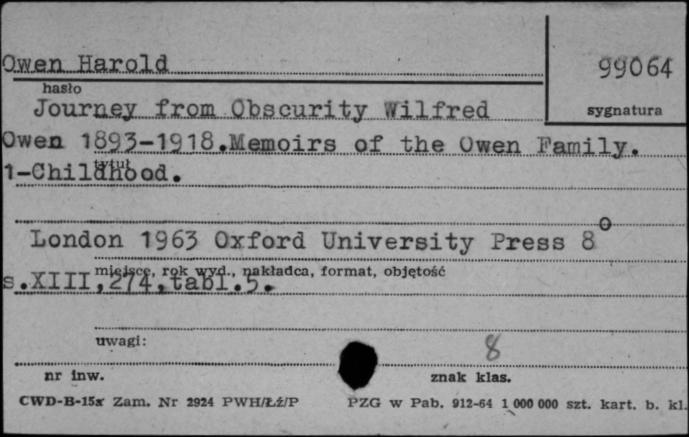 Owen Harold
99064
hasło
sygnatura
Journey from Obscurity Wilfred
Owen 1893-1918.Memoirs of the Owen Family.
tytuł
1-Childhood.
London 1963 Oxford University Press 8o
miejsce, rok wyd., nakładca, format, objętość
s.XIII,274,tabl.5.
uwagi:
8
nr inw.
znak klas.
CWD-B-15x Zam. Nr 2924 PWH/Łź/P PZG w Pab. 912-64 1 000 000 szt. kart. b. kl.